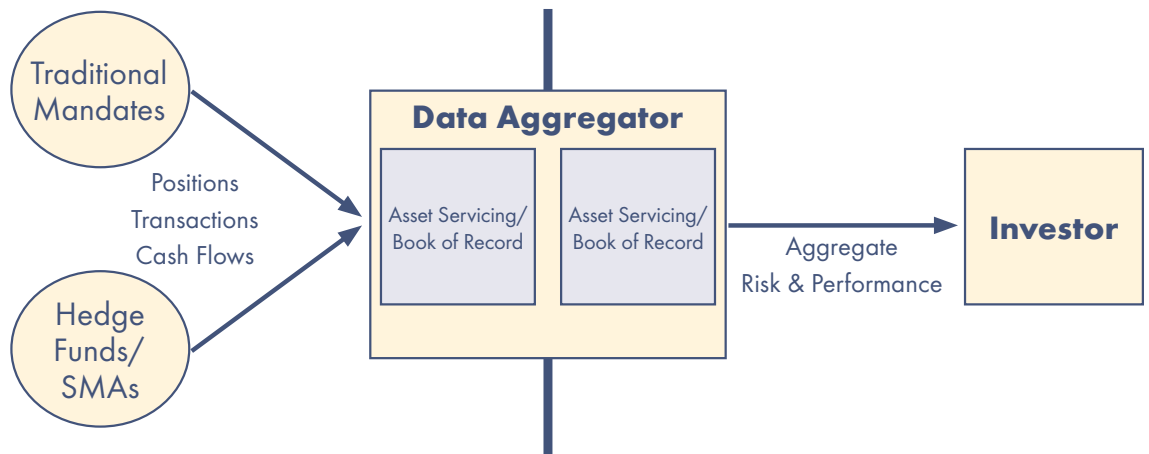 Traditional
Mandates
Positions
Transactions
Cash Flows
Hedge
Funds/
SMAs
Data Aggregator
Asset Servicing/
Book of Record
Asset Servicing/
Book of Record
Aggregate
Risk & Performance
Investor